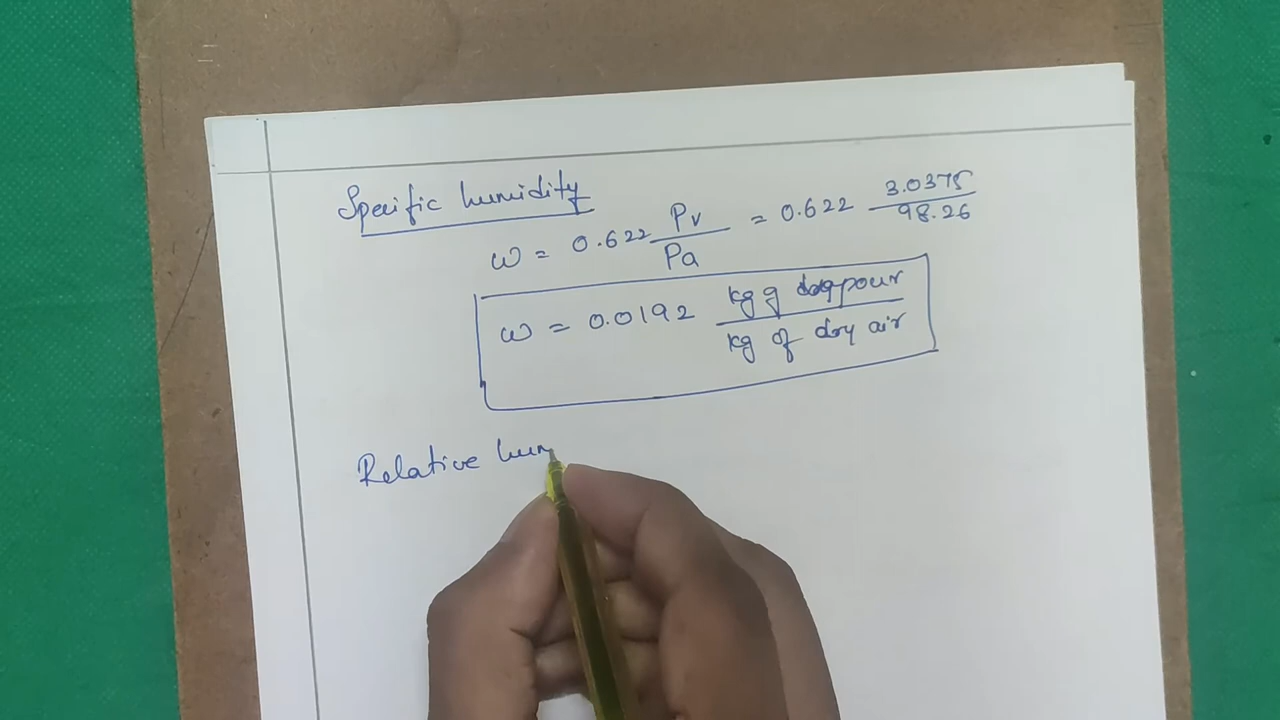 Specific humidity
ω = 0.622 Pv / Pa = 0.622 3.0375 / 98.26
ω = 0.0192 kg of vapour / kg of dry air
Relative hum